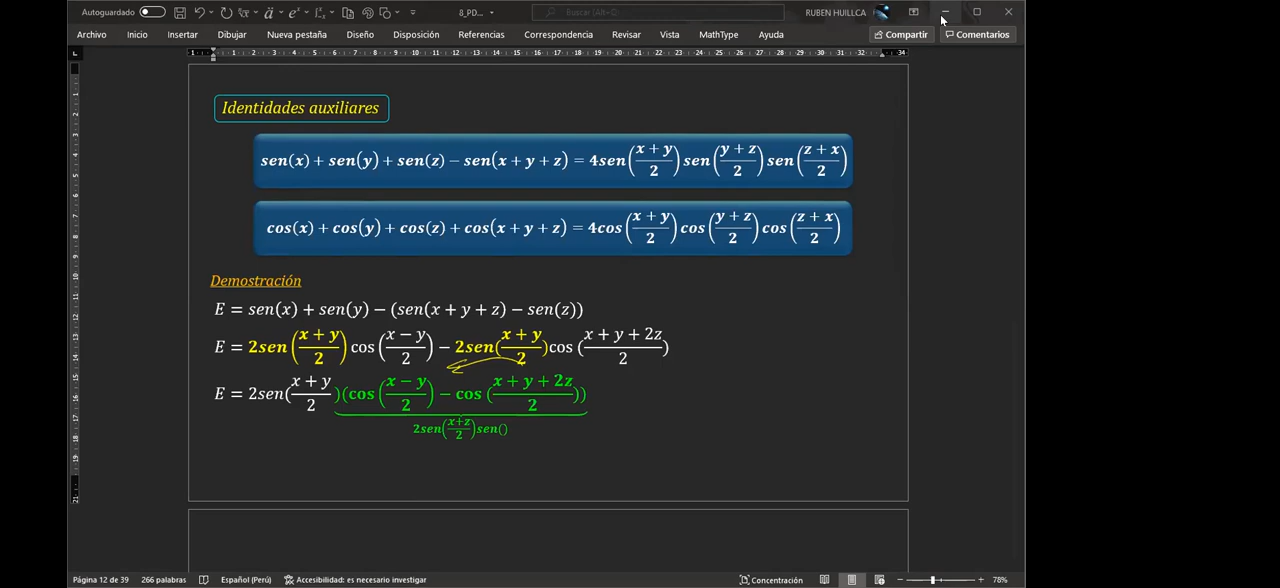 Autoguardado 8_PD... Buscar (Alt+Q) RUBEN HUILLCA
Archivo Inicio Insertar Dibujar Nueva pestaña Diseño Disposición Referencias Correspondencia Revisar Vista MathType Ayuda Compartir Comentarios
Identidades auxiliares
sen(x) + sen(y) + sen(z) − sen(x + y + z) = 4sen((x + y)/2) sen((y + z)/2) sen((z + x)/2)
cos(x) + cos(y) + cos(z) + cos(x + y + z) = 4cos((x + y)/2) cos((y + z)/2) cos((z + x)/2)
Demostración
E = sen(x) + sen(y) − (sen(x + y + z) − sen(z))
E = 2sen((x + y)/2) cos((x − y)/2) − 2sen((x + y)/2)cos((x + y + 2z)/2)
E = 2sen((x + y)/2)(cos((x − y)/2) − cos((x + y + 2z)/2))
2sen((x+z)/2)sen()
Página 12 de 39 266 palabras Español (Perú) Accesibilidad: es necesario investigar Concentración 78%